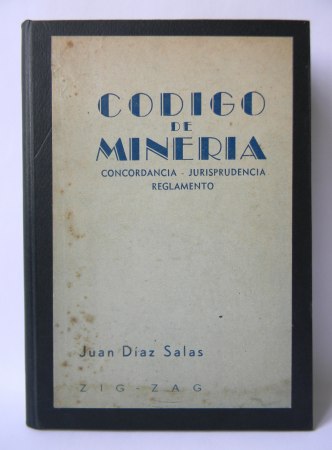 CODIGO
DE
MINERIA
CONCORDANCIA - JURISPRUDENCIA
REGLAMENTO
Juan Díaz Salas
ZIG-ZAG